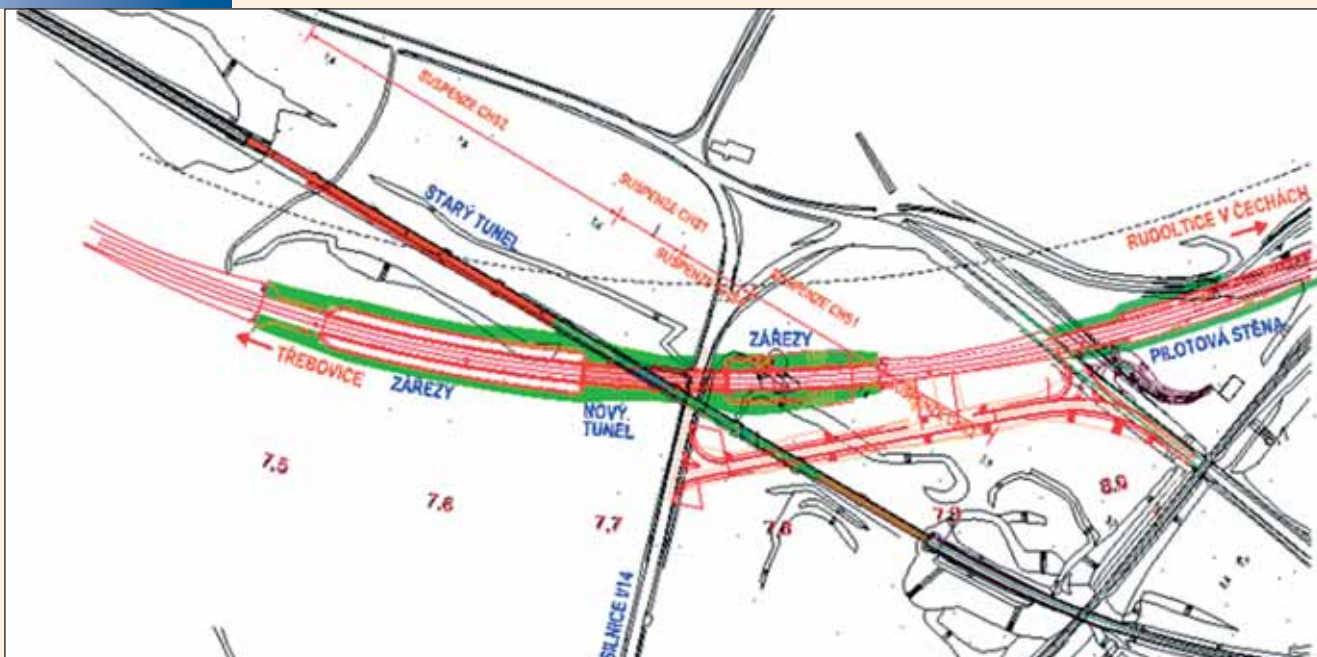 SUSPENZE CHS2
STARÝ TUNEL
SUSPENZE CHS1
SUSPENZE
SUSPENZE CHS1
RUDOLTICE V ČECHÁCH
ZÁŘEZY
PILOTOVÁ STĚNA
TŘEBOVICE
ZÁŘEZY
NOVÝ
TUNEL
7,5
7,6
7,7
7,8
7,9
8,0
SILNICE I/14